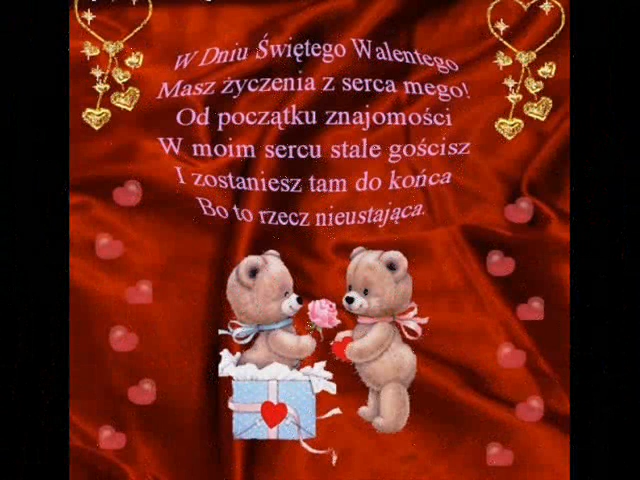 W Dniu Świętego Walentego
Masz życzenia z serca mego!
Od początku znajomości
W moim sercu stale gościsz
I zostaniesz tam do końca
Bo to rzecz nieustająca.